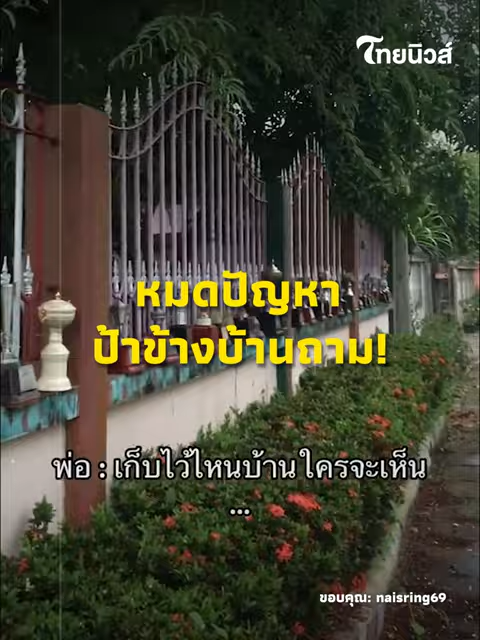 ไทยนิวส์
หมดปัญหา
ป้าข้างบ้านถาม!
พ่อ : เก็บไว้ไหนบ้านใครจะเห็น
...
ขอบคุณ: naisring69